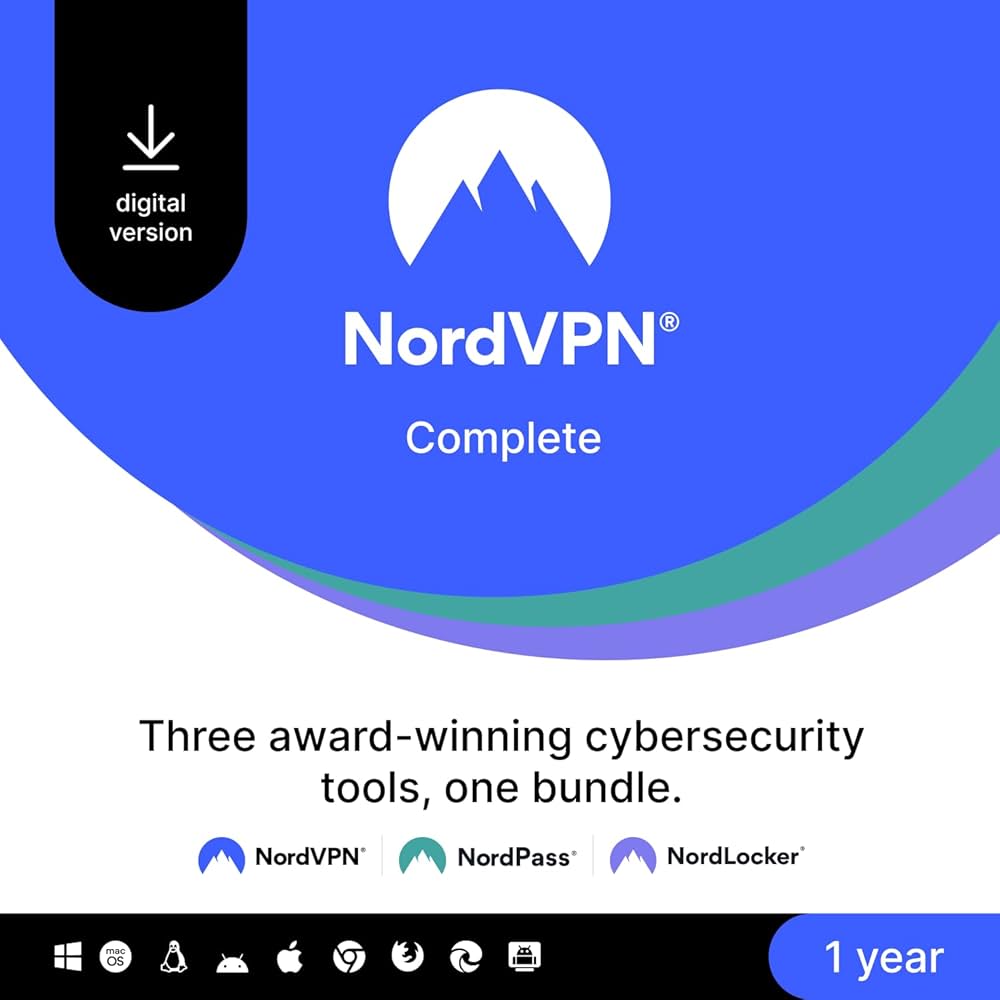 digital
version
NordVPN®
Complete
Three award-winning cybersecurity
tools, one bundle.
NordVPN® NordPass® NordLocker®
mac
OS
1 year